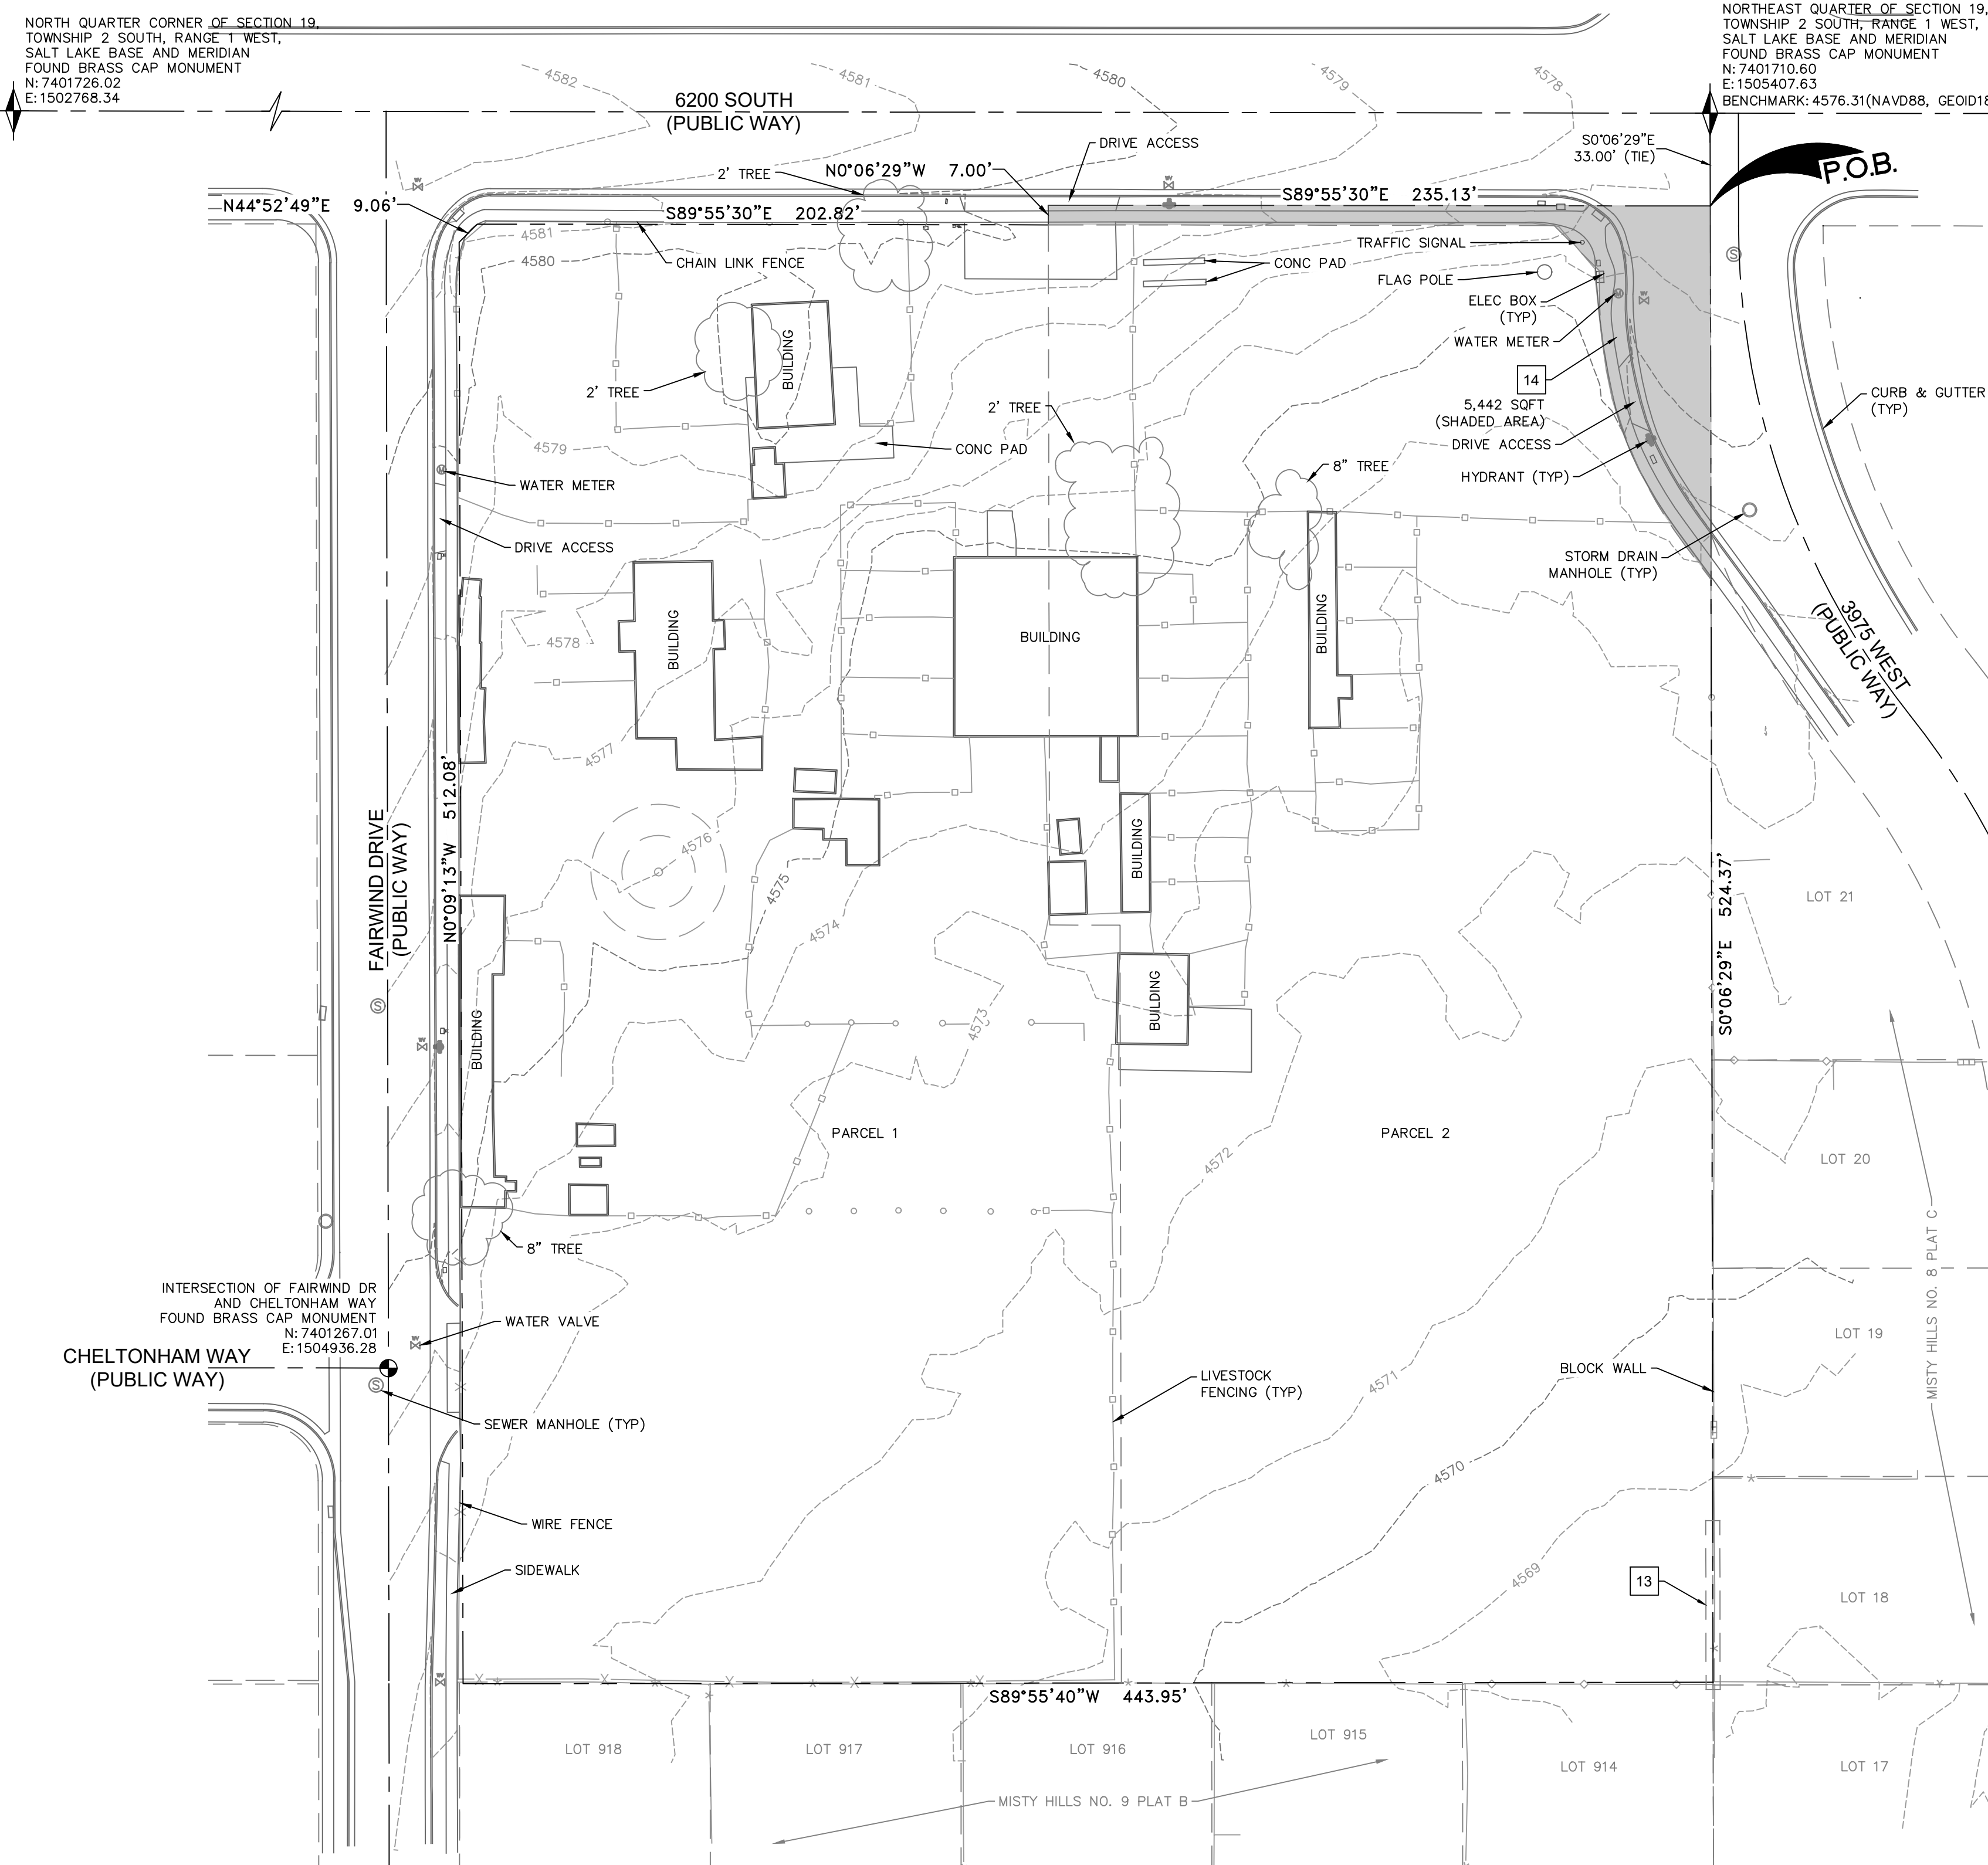 NORTH QUARTER CORNER OF SECTION 19,
TOWNSHIP 2 SOUTH, RANGE 1 WEST,
SALT LAKE BASE AND MERIDIAN
FOUND BRASS CAP MONUMENT
N: 7401726.02
E: 1502768.34
NORTHEAST QUARTER OF SECTION 19,
TOWNSHIP 2 SOUTH, RANGE 1 WEST,
SALT LAKE BASE AND MERIDIAN
FOUND BRASS CAP MONUMENT
N: 7401710.60
E: 1505407.63
BENCHMARK: 4576.31(NAVD88, GEOID18
4582
4581
4580
4579
4578
6200 SOUTH
(PUBLIC WAY)
DRIVE ACCESS
S0°06'29"E
33.00' (TIE)
P.O.B.
2' TREE
N0°06'29"W 7.00'
N44°52'49"E 9.06'
S89°55'30"E 202.82'
S89°55'30"E 235.13'
4581
4580
CHAIN LINK FENCE
CONC PAD
TRAFFIC SIGNAL
FLAG POLE
ELEC BOX
(TYP)
WATER METER
14
5,442 SQFT
(SHADED AREA)
DRIVE ACCESS
HYDRANT (TYP)
CURB & GUTTER
(TYP)
BUILDING
2' TREE
2' TREE
4579
CONC PAD
8" TREE
WATER METER
DRIVE ACCESS
STORM DRAIN
MANHOLE (TYP)
3975 WEST
(PUBLIC WAY)
BUILDING
BUILDING
BUILDING
4578
4577
N0°09'13"W 512.08'
FAIRWIND DRIVE
(PUBLIC WAY)
4576
4575
4574
BUILDING
S0°06'29"E 524.37'
LOT 21
S
S
BUILDING
BUILDING
4573
PARCEL 1
PARCEL 2
4572
LOT 20
MISTY HILLS NO. 8 PLAT C
8" TREE
INTERSECTION OF FAIRWIND DR
AND CHELTONHAM WAY
FOUND BRASS CAP MONUMENT
N: 7401267.01
E: 1504936.28
WATER VALVE
LOT 19
CHELTONHAM WAY
(PUBLIC WAY)
S
SEWER MANHOLE (TYP)
LIVESTOCK
FENCING (TYP)
4571
BLOCK WALL
4570
WIRE FENCE
SIDEWALK
4569
13
LOT 18
S89°55'40"W 443.95'
LOT 918
LOT 917
LOT 916
LOT 915
LOT 914
LOT 17
MISTY HILLS NO. 9 PLAT B